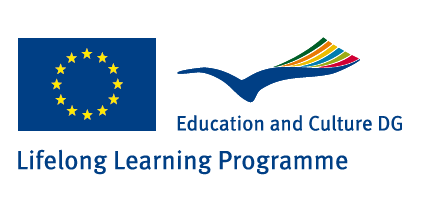 Education and Culture DG
Lifelong Learning Programme